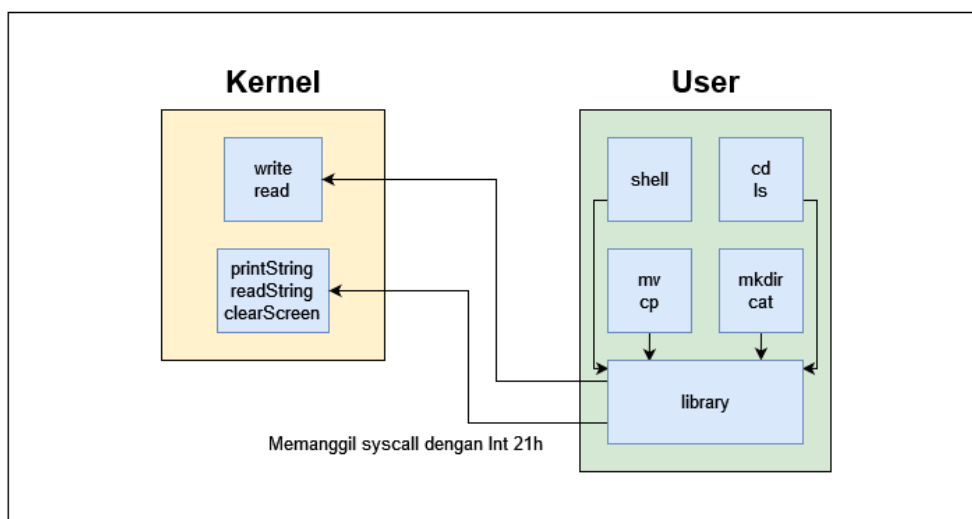 Kernel
User
write
read
shell
cd
ls
printString
readString
clearScreen
mv
cp
mkdir
cat
library
Memanggil syscall dengan Int 21h